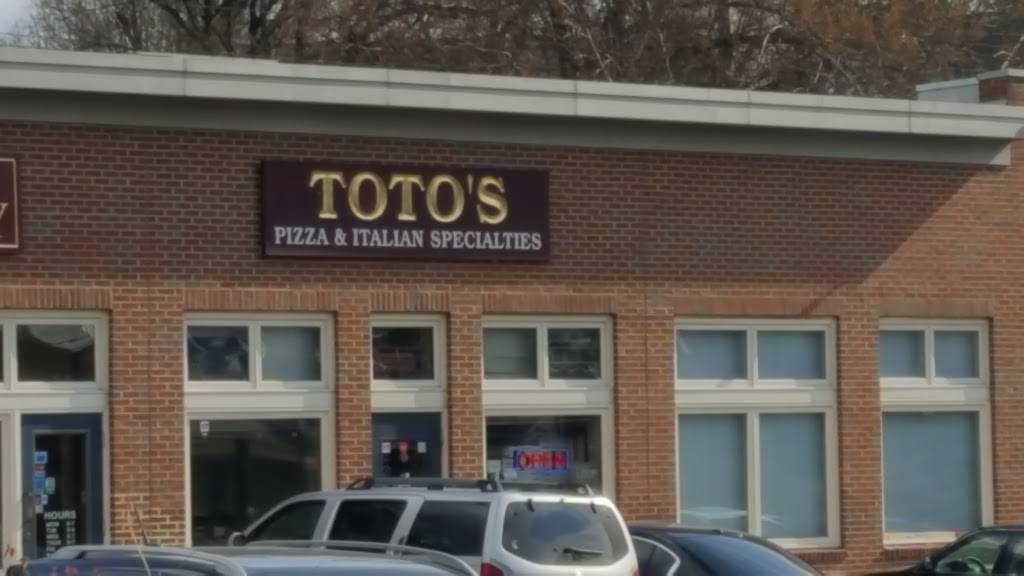 TOTO'S
PIZZA & ITALIAN SPECIALTIES
OPEN
HOURS